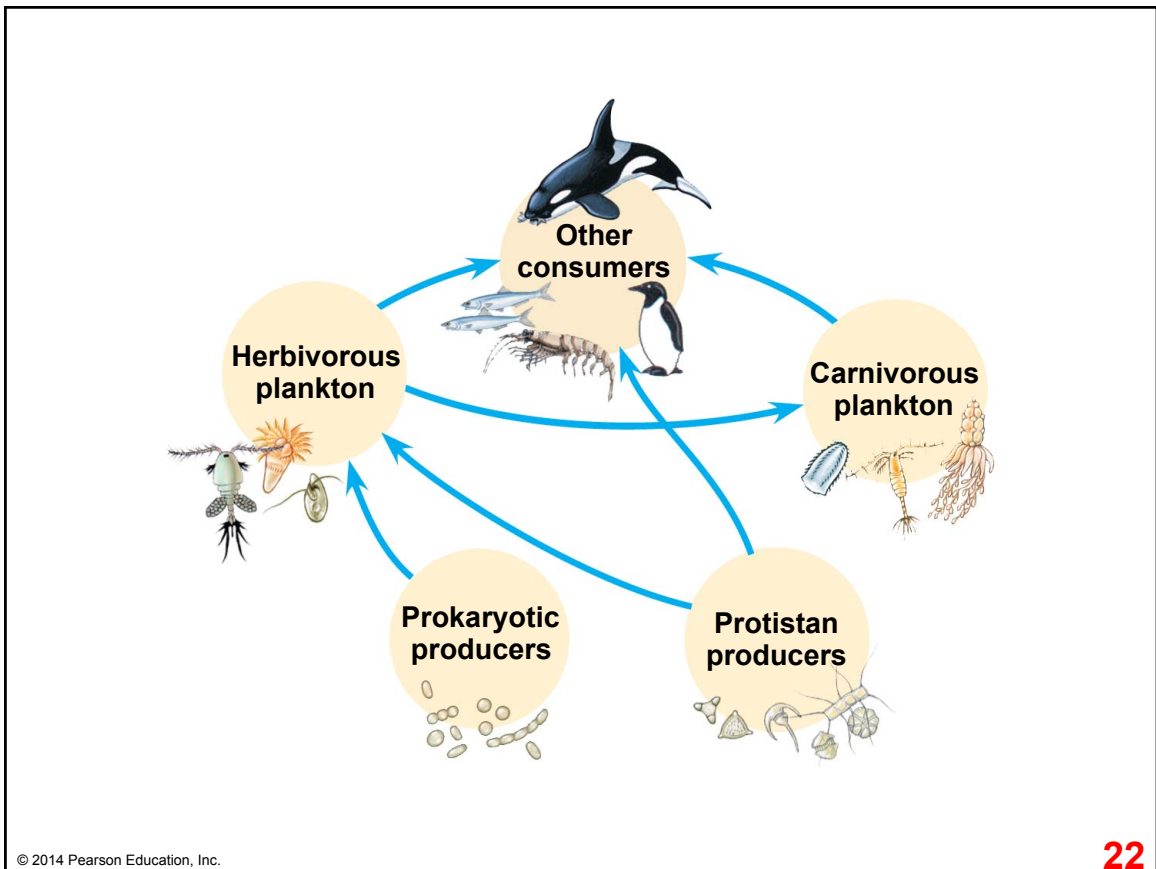 Other
consumers
Herbivorous
plankton
Carnivorous
plankton
Prokaryotic
producers
Protistan
producers
© 2014 Pearson Education, Inc.
22